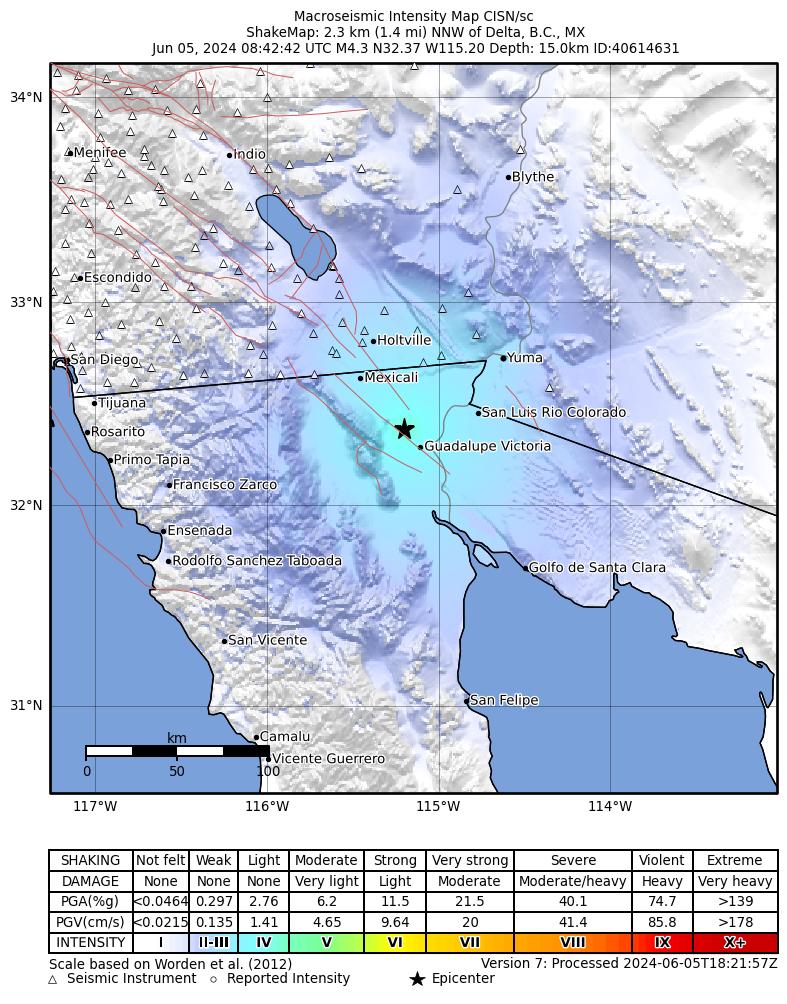 Macroseismic Intensity Map CISN/sc
ShakeMap: 2.3 km (1.4 mi) NNW of Delta, B.C., MX
Jun 05, 2024 08:42:42 UTC M4.3 N32.37 W115.20 Depth: 15.0km ID:40614631
34°N
Menifee
Indio
Blythe
Escondido
33°N
Holtville
San Diego
Yuma
Mexicali
Tijuana
San Luis Rio Colorado
Rosarito
Guadalupe Victoria
Primo Tapia
Francisco Zarco
32°N
Ensenada
Rodolfo Sanchez Taboada
Golfo de Santa Clara
San Vicente
31°N
San Felipe
Camalu
km
Vicente Guerrero
0 50 100
117°W 116°W 115°W 114°W
SHAKING Not felt Weak Light Moderate Strong Very strong Severe Violent Extreme
DAMAGE None None None Very light Light Moderate Moderate/heavy Heavy Very heavy
PGA(%g) <0.0464 0.297 2.76 6.2 11.5 21.5 40.1 74.7 >139
PGV(cm/s) <0.0215 0.135 1.41 4.65 9.64 20 41.4 85.8 >178
INTENSITY I II-III IV V VI VII VIII IX X+
Scale based on Worden et al. (2012) Version 7: Processed 2024-06-05T18:21:57Z
Seismic Instrument Reported Intensity Epicenter